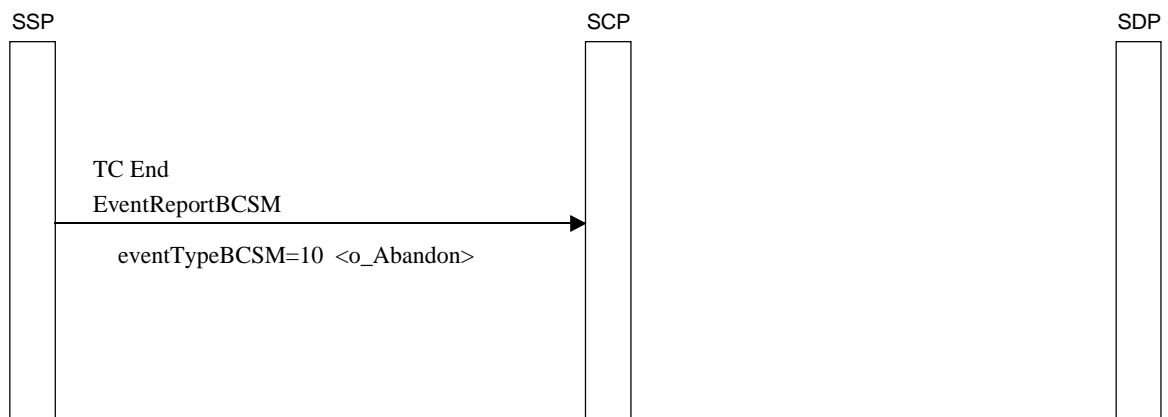 SSP SCP SDP
TC End
EventReportBCSM
eventTypeBCSM=10 <o_Abandon>